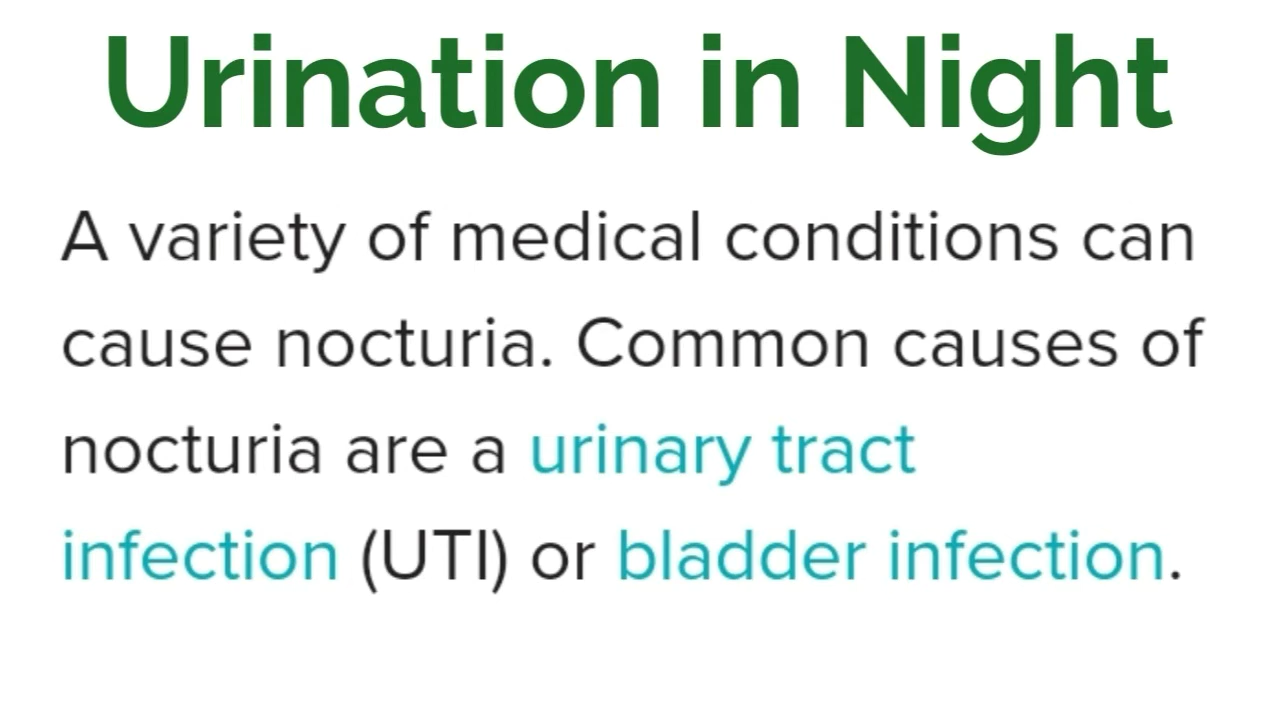 Urination in Night
A variety of medical conditions can
cause nocturia. Common causes of
nocturia are a urinary tract
infection (UTI) or bladder infection.